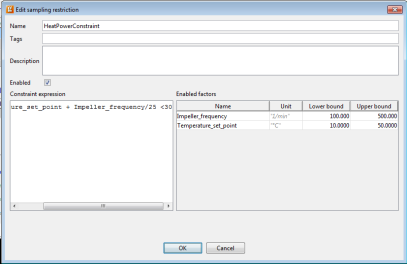 Edit sampling restriction
Name HeatPowerConstraint
Tags
Description
Enabled
Constraint expression Enabled factors
ure_set_point + Impeller_frequency/25 <30
Name Unit Lower bound Upper bound
Impeller_frequency "1/min" 100.000 500.000
Temperature_set_point "°C" 10.0000 50.0000
OK Cancel